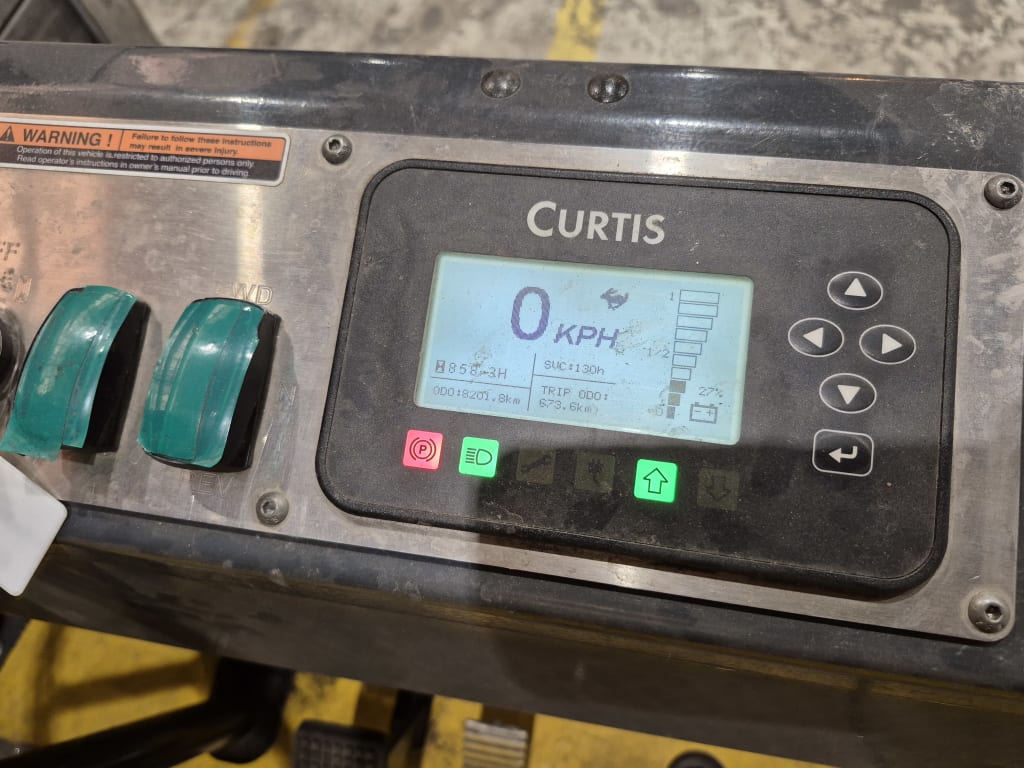 WARNING !
Failure to follow these instructions
may result in severe injury.
Operation of this vehicle is restricted to authorized persons only.
Read operator's instructions in owner's manual prior to driving.
CURTIS
0 KPH
1
1/2
0
27%
SVC:130h
ODO:8201.8km
TRIP ODO:
673.6km
P